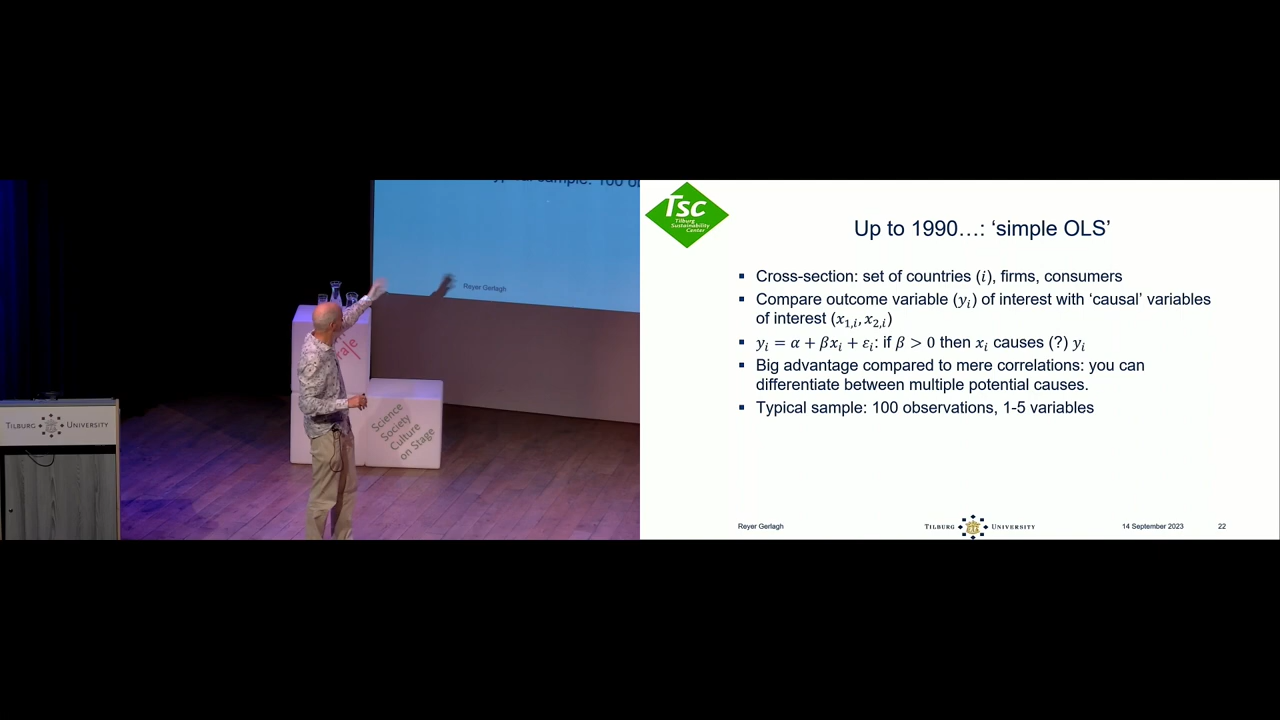 sample: 100
Reyer Gerlagh
Science
Society
Culture
on Stage
TILBURG UNIVERSITY
Tsc
Tilburg
Sustainability
Center
Up to 1990…: ‘simple OLS’
▪ Cross-section: set of countries (i), firms, consumers
▪ Compare outcome variable (yᵢ) of interest with ‘causal’ variables
of interest (x₁,ᵢ, x₂,ᵢ)
▪ yᵢ = α + βxᵢ + εᵢ: if β > 0 then xᵢ causes (?) yᵢ
▪ Big advantage compared to mere correlations: you can
differentiate between multiple potential causes.
▪ Typical sample: 100 observations, 1-5 variables
Reyer Gerlagh
TILBURG UNIVERSITY
14 September 2023
22